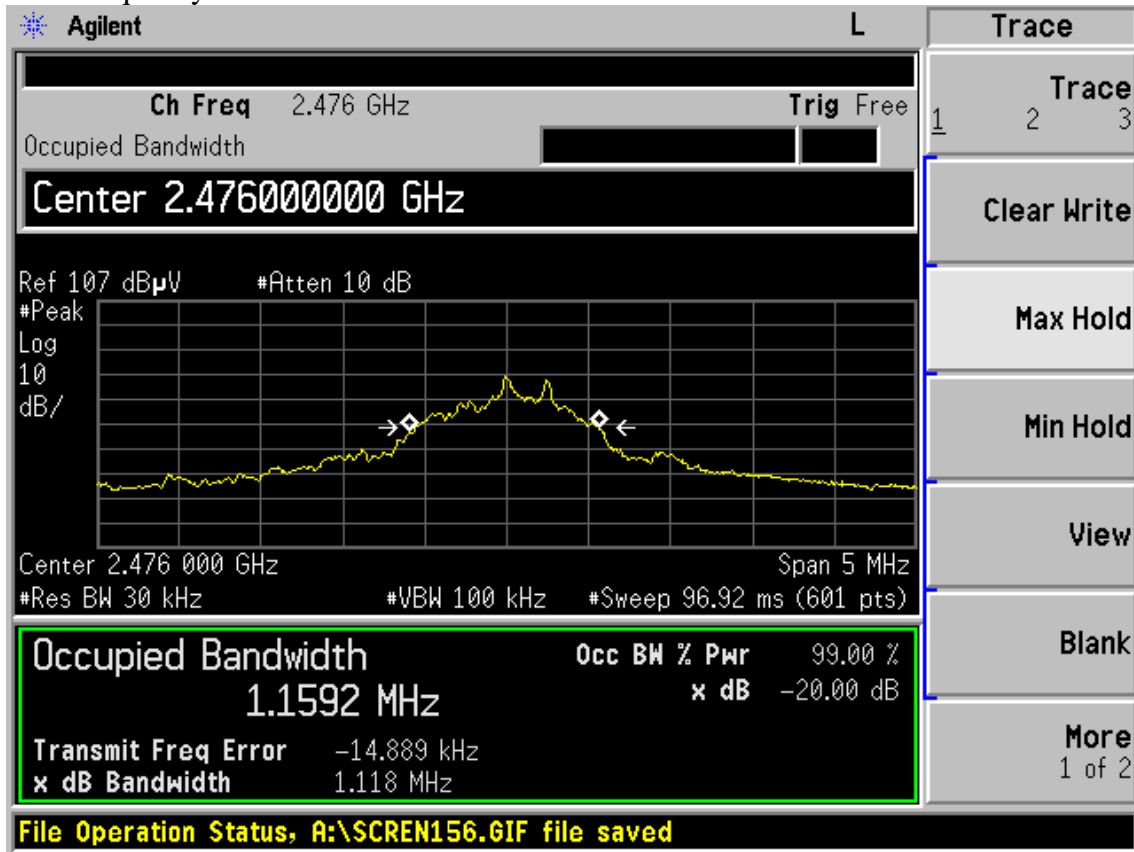 Agilent L Trace
Ch Freq 2.476 GHz Trig Free
Occupied Bandwidth
Center 2.476000000 GHz
Ref 107 dBµV #Atten 10 dB
#Peak
Log
10
dB/
Center 2.476 000 GHz Span 5 MHz
#Res BW 30 kHz #VBW 100 kHz #Sweep 96.92 ms (601 pts)
Occupied Bandwidth Occ BW % Pwr 99.00 %
1.1592 MHz x dB -20.00 dB
Transmit Freq Error -14.889 kHz
x dB Bandwidth 1.118 MHz
File Operation Status, A:\SCREN156.GIF file saved
Trace
1 2 3
Clear Write
Max Hold
Min Hold
View
Blank
More
1 of 2